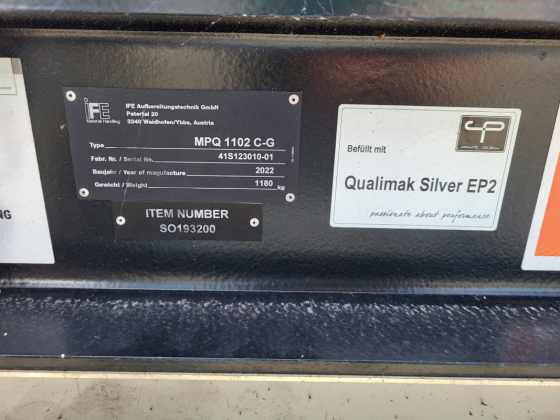 IFE
Material Handling
IFE Aufbereitungstechnik GmbH
Patertal 20
3340 Waidhofen/Ybbs, Austria
Type MPQ 1102 C-G
Fabr. Nr./ Serial No. 41S123010-01
Baujahr/ Year of manufacture 2022
Gewicht/ Weight 1180 kg
ITEM NUMBER
SO193200
NG
Befüllt mit
Qualimak Silver EP2
passionate about performance